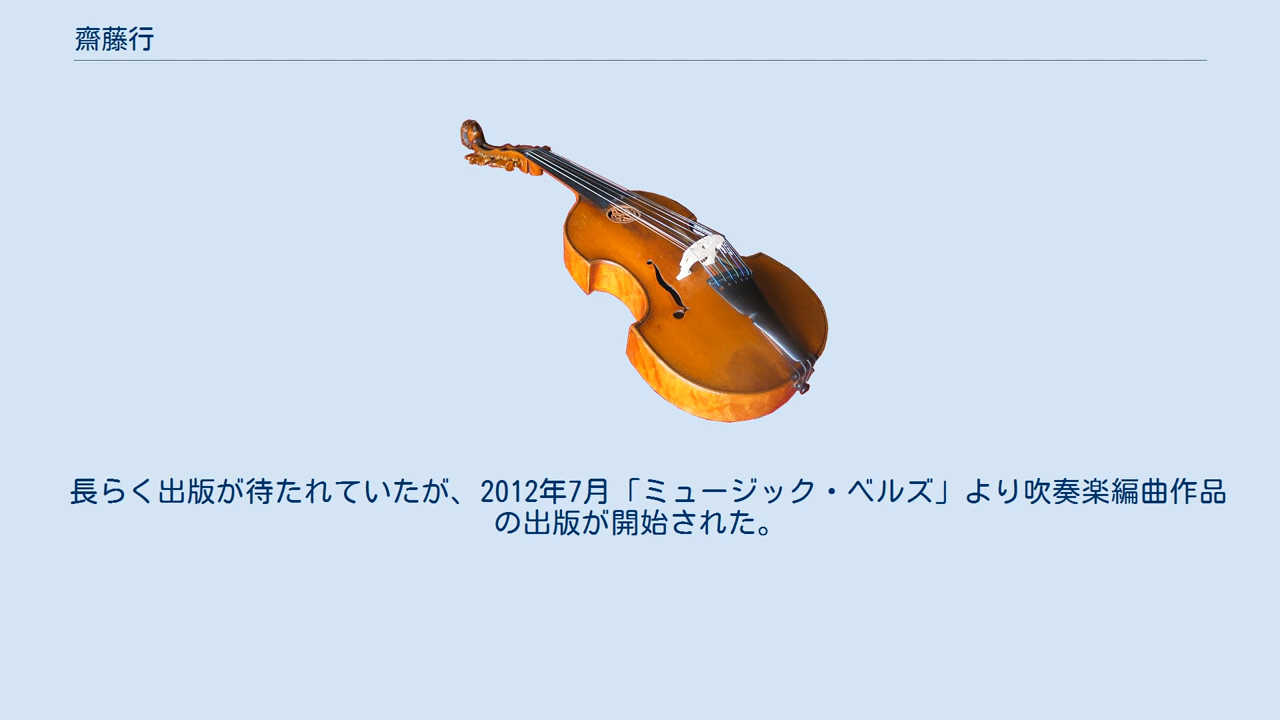 齋藤行
長らく出版が待たれていたが、2012年7月「ミュージック・ベルズ」より吹奏楽編曲作品
の出版が開始された。